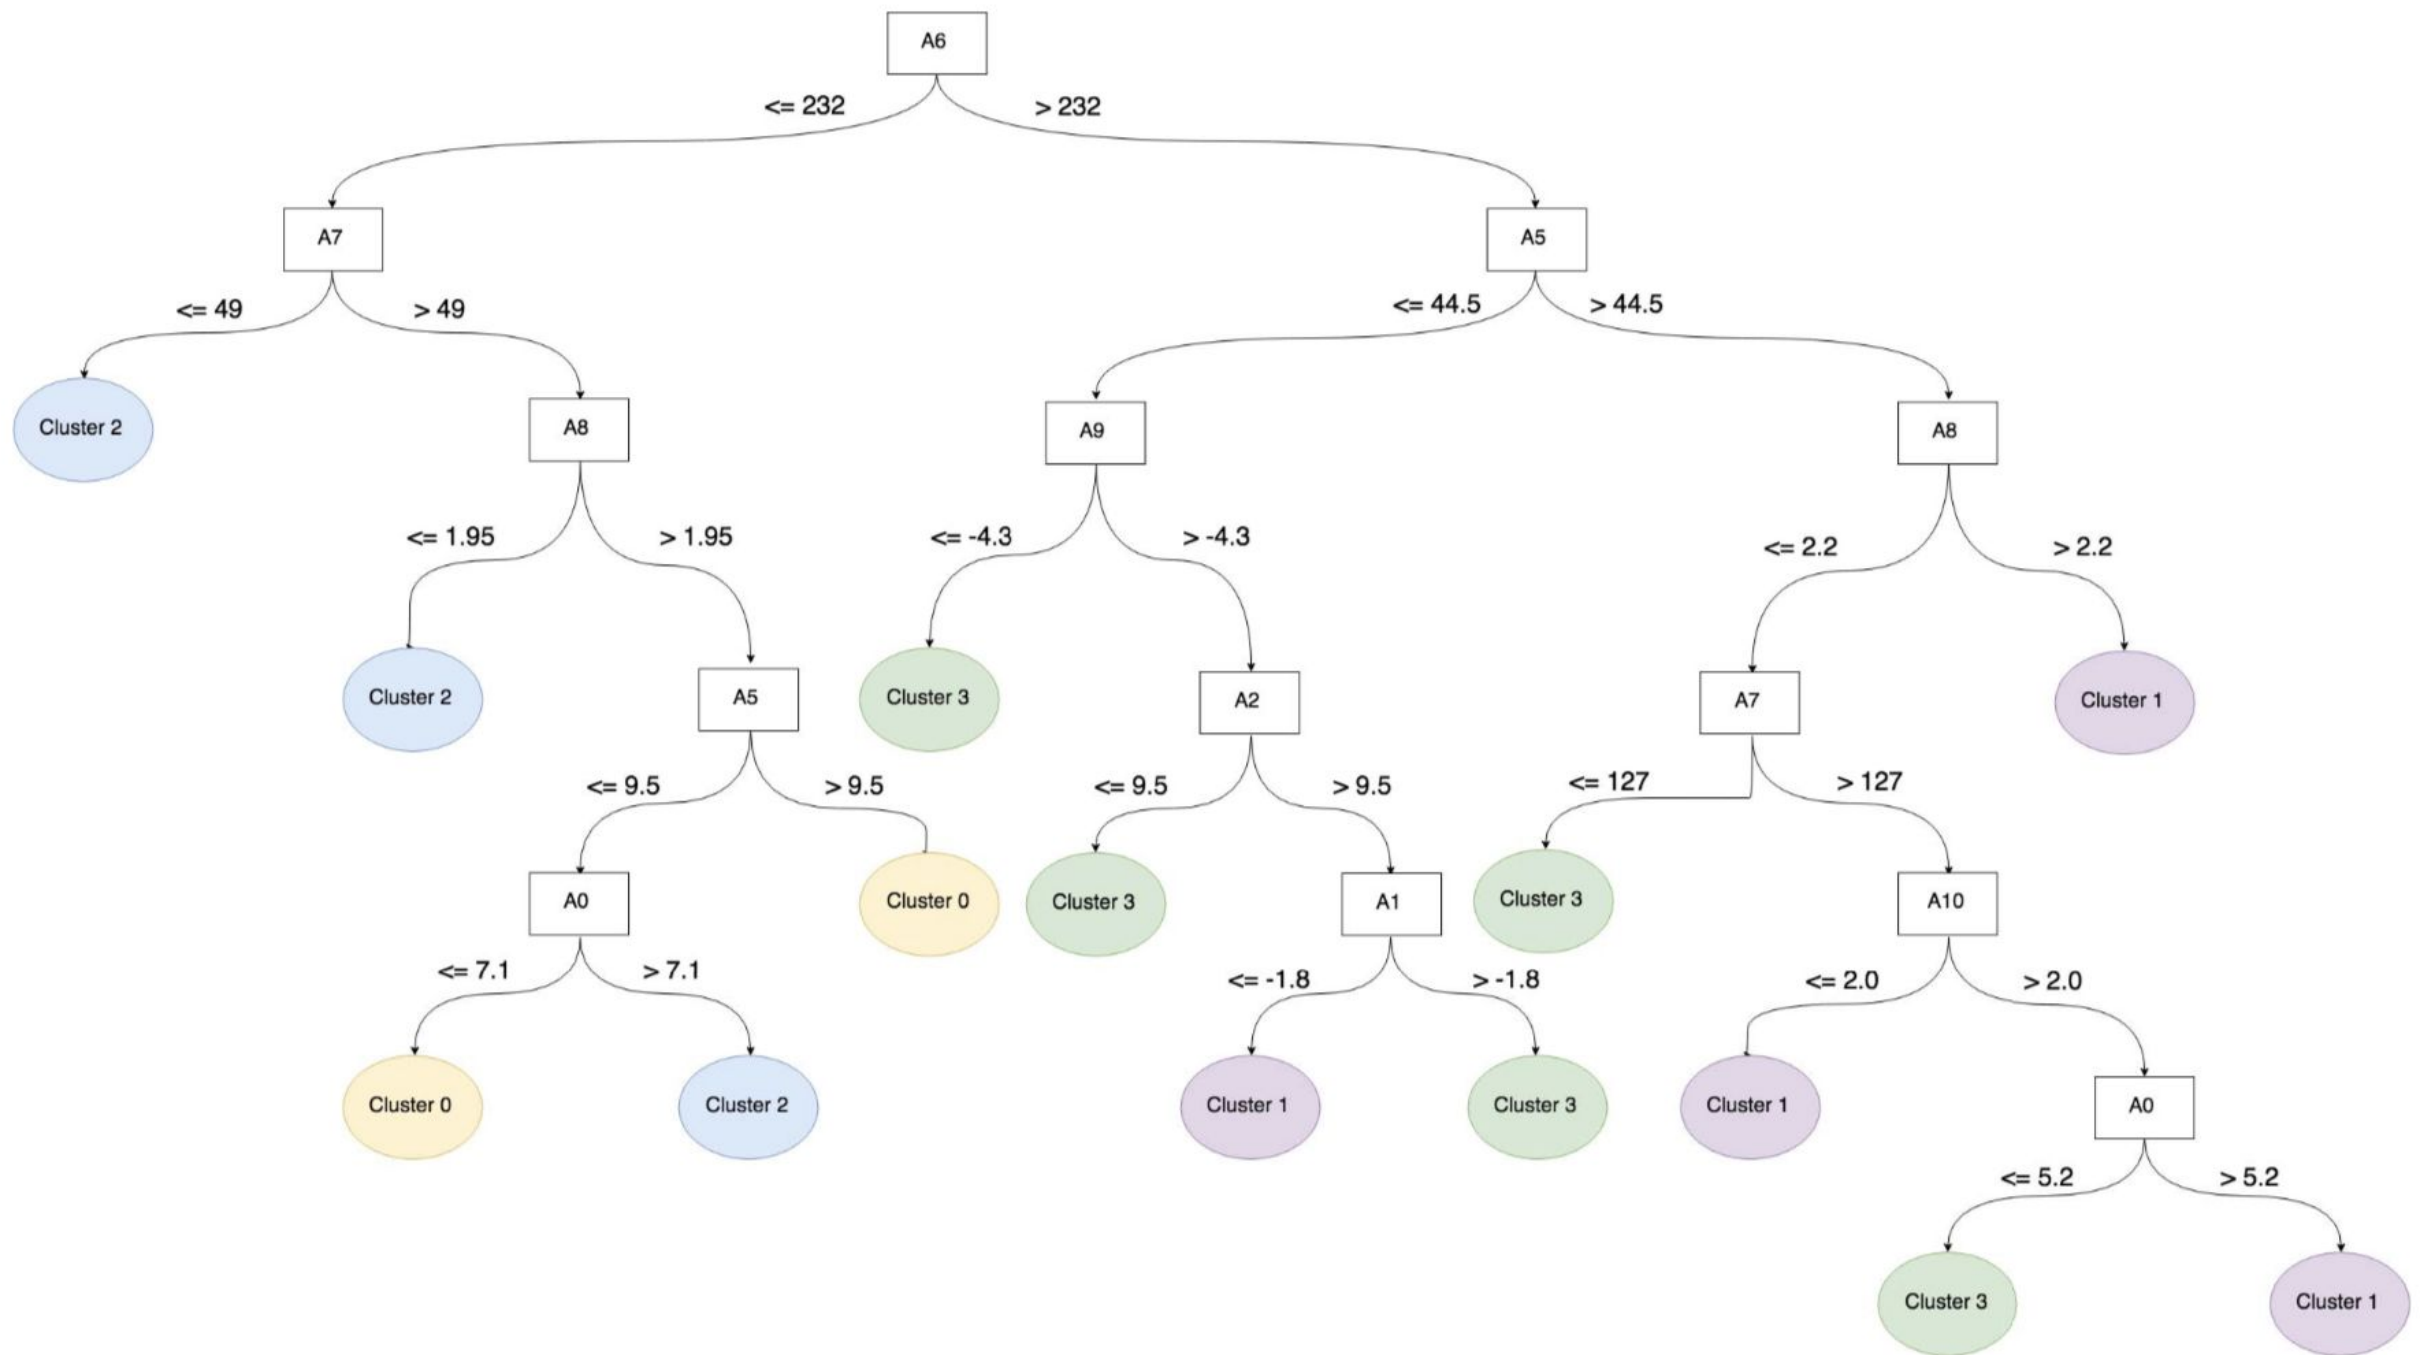 A6
<= 232
> 232
A7
A5
<= 49
> 49
<= 44.5
> 44.5
Cluster 2
A8
A9
A8
<= 1.95
> 1.95
<= -4.3
> -4.3
<= 2.2
> 2.2
Cluster 2
A5
Cluster 3
A2
A7
Cluster 1
<= 9.5
> 9.5
<= 9.5
> 9.5
<= 127
> 127
A0
Cluster 0
Cluster 3
A1
Cluster 3
A10
<= 7.1
> 7.1
<= -1.8
> -1.8
<= 2.0
> 2.0
Cluster 0
Cluster 2
Cluster 1
Cluster 3
Cluster 1
A0
<= 5.2
> 5.2
Cluster 3
Cluster 1